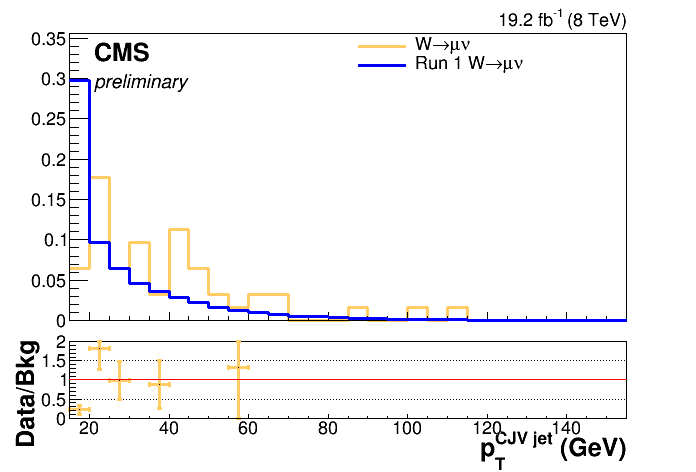 19.2 fb⁻¹ (8 TeV)
CMS
preliminary
W→μν
Run 1 W→μν
0.35
0.3
0.25
0.2
0.15
0.1
0.05
0
Data/Bkg
2
1.5
1
0.5
0
20 40 60 80 100 120 140
p_T^CJV jet (GeV)